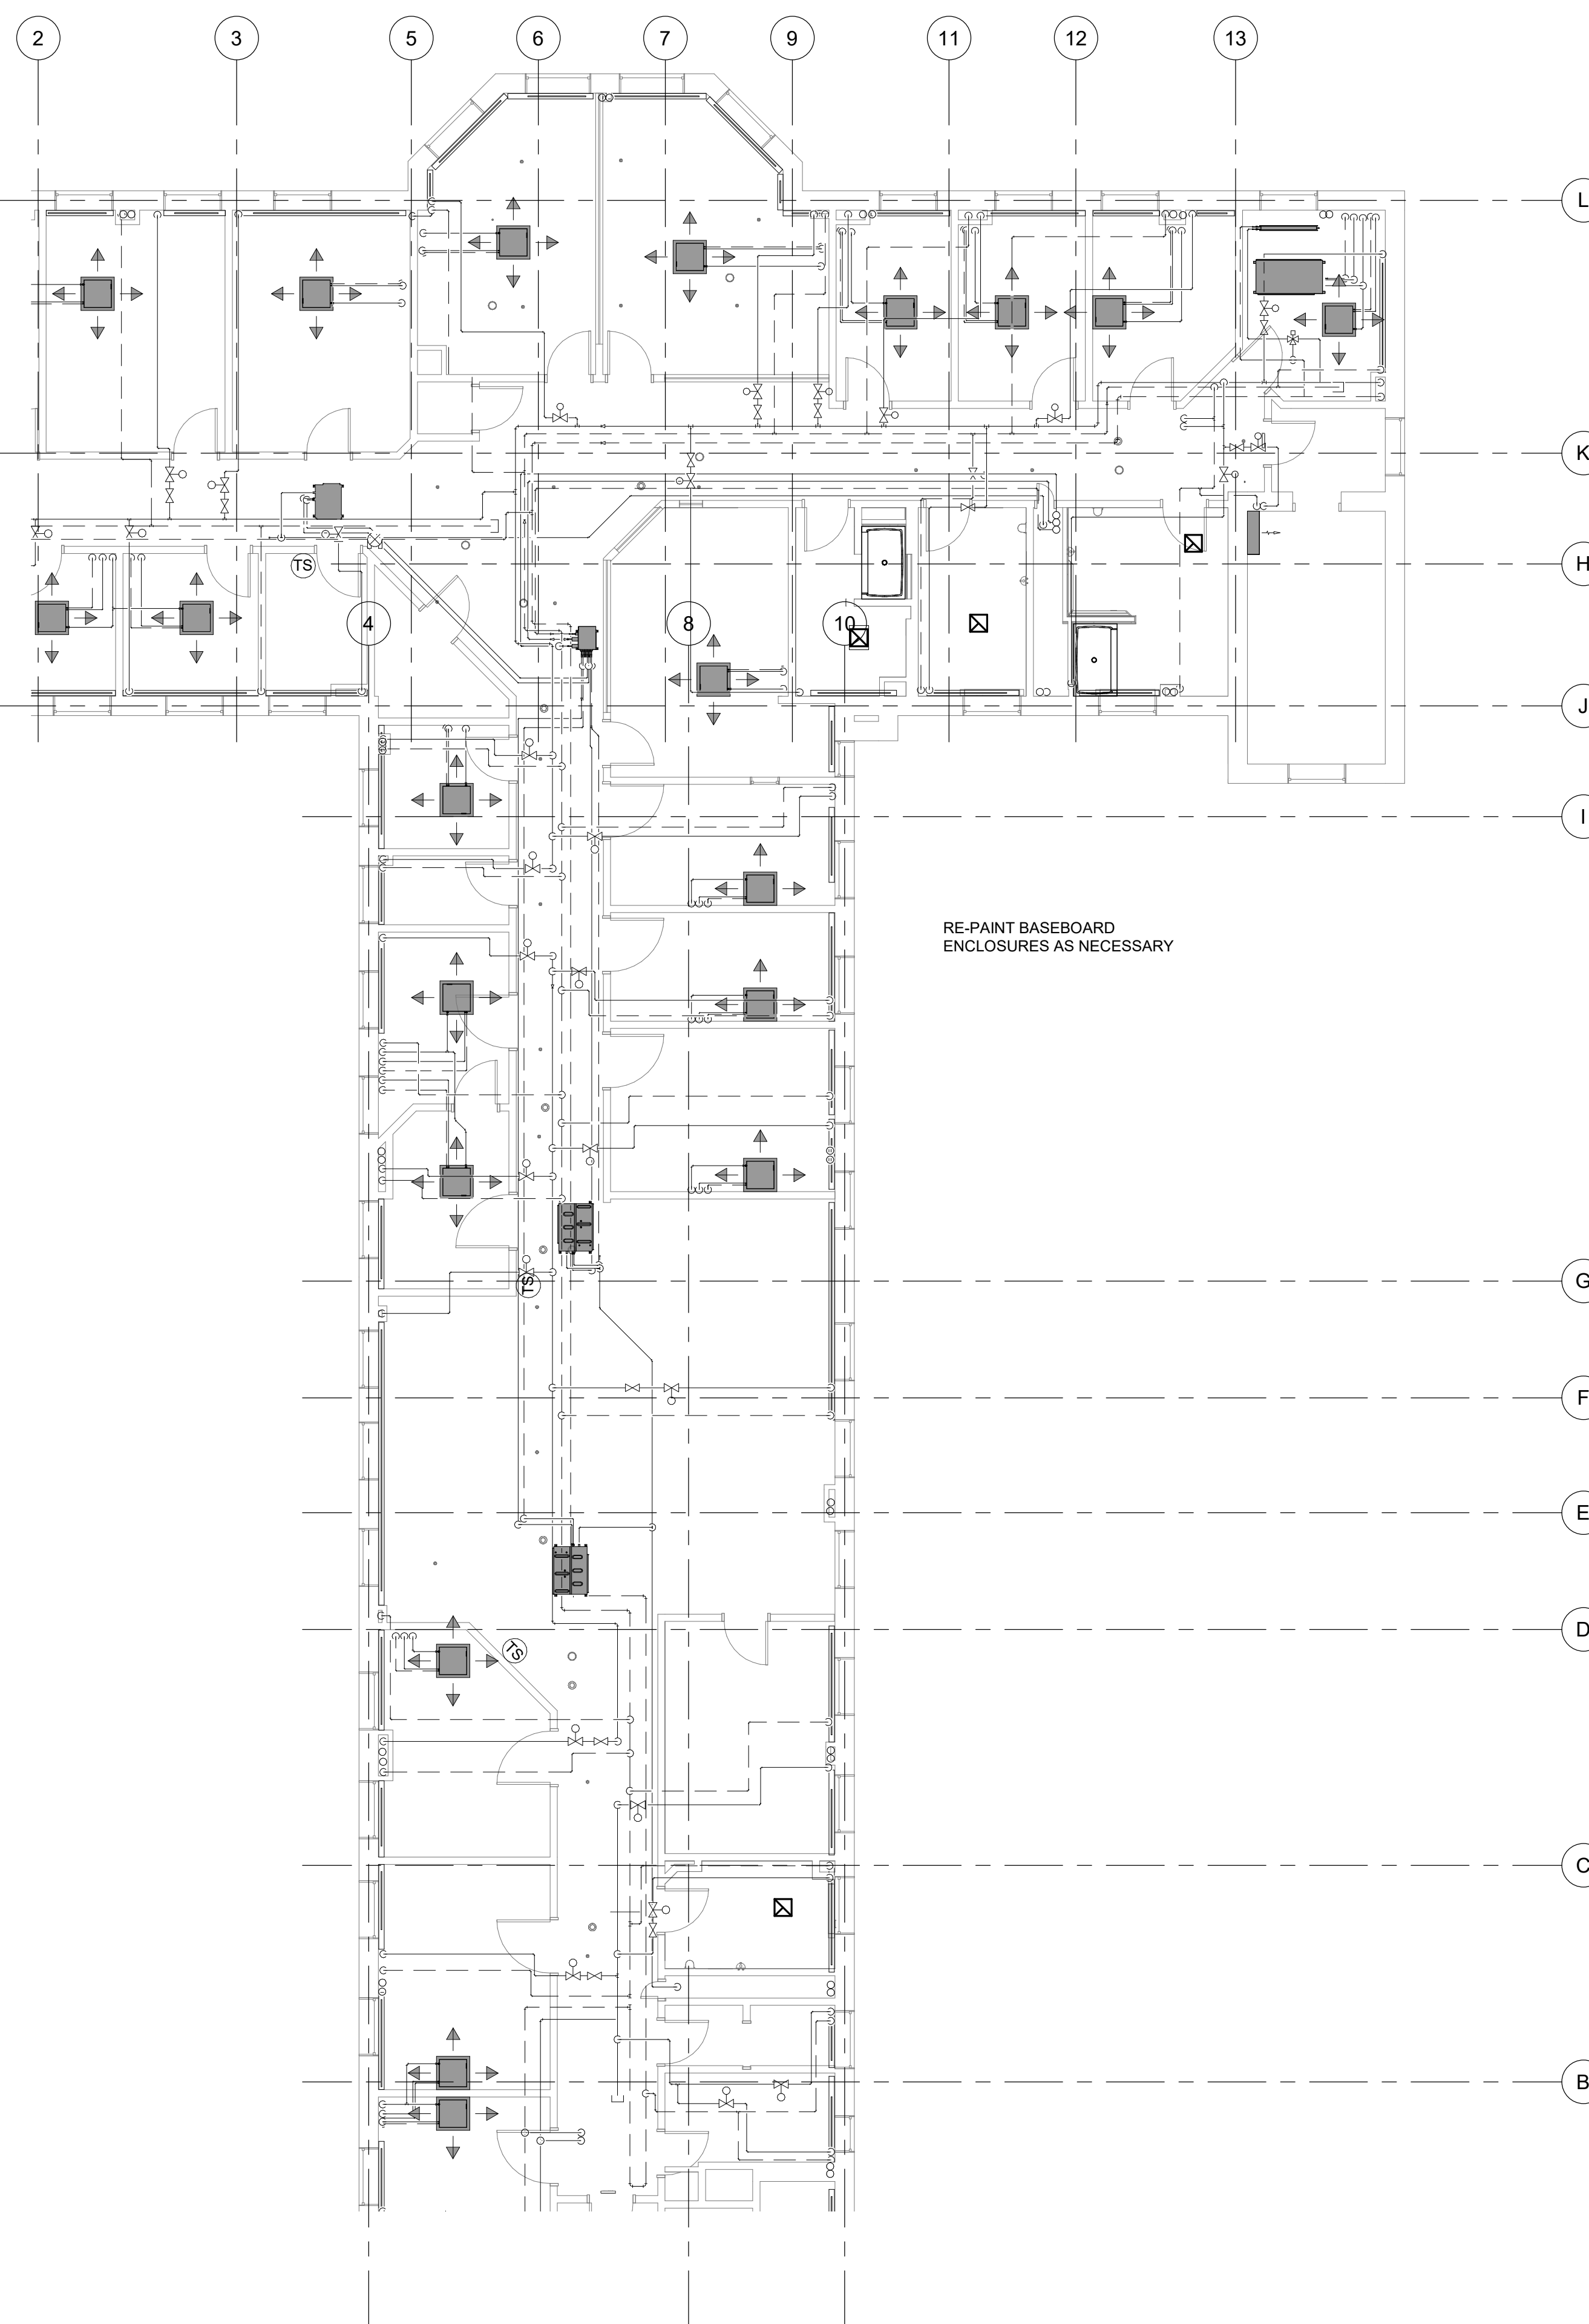 2
3
5
6
7
9
11
12
13
L
K
H
TS
4
8
10
J
I
RE-PAINT BASEBOARD
ENCLOSURES AS NECESSARY
G
TS
F
E
D
TS
C
B